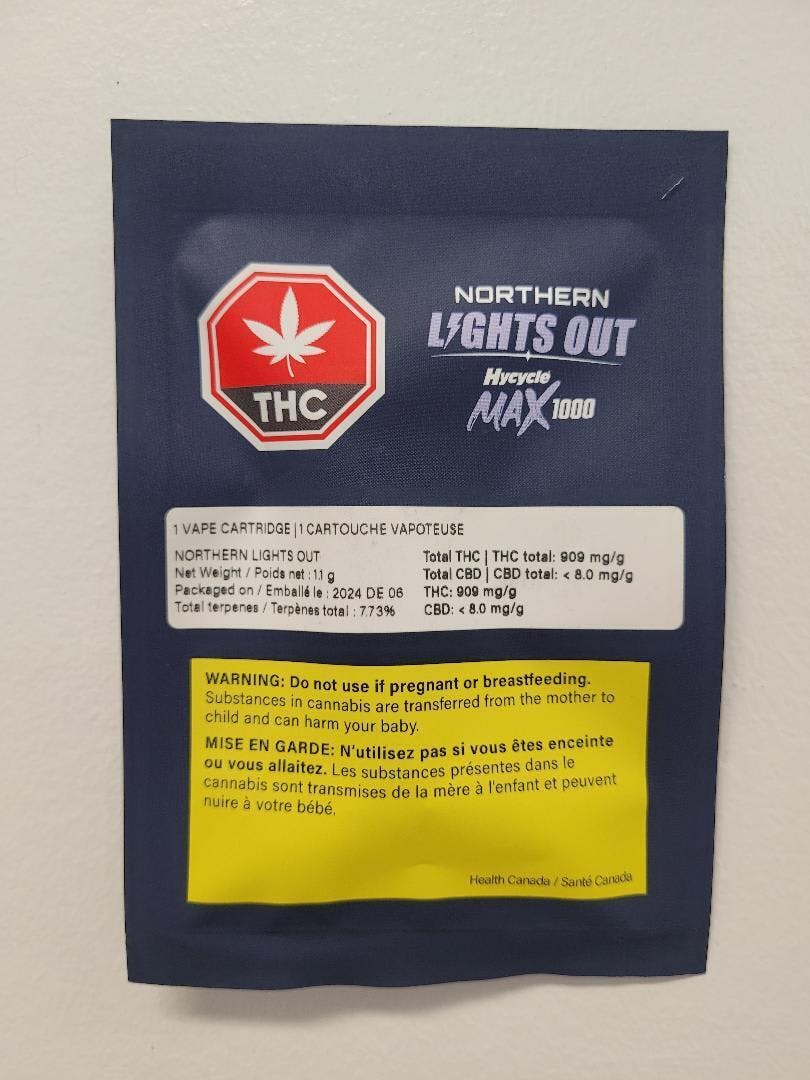 THC
NORTHERN
LIGHTS OUT
Hycycle
MAX 1000
1 VAPE CARTRIDGE | 1 CARTOUCHE VAPOTEUSE
NORTHERN LIGHTS OUT
Net Weight / Poids net : 1.1 g
Packaged on / Emballé le : 2024 DE 06
Total terpenes / Terpènes total : 7.73%
Total THC | THC total: 909 mg/g
Total CBD | CBD total: < 8.0 mg/g
THC: 909 mg/g
CBD: < 8.0 mg/g
WARNING: Do not use if pregnant or breastfeeding.
Substances in cannabis are transferred from the mother to
child and can harm your baby.
MISE EN GARDE: N'utilisez pas si vous êtes enceinte
ou vous allaitez. Les substances présentes dans le
cannabis sont transmises de la mère à l'enfant et peuvent
nuire à votre bébé.
Health Canada / Santé Canada